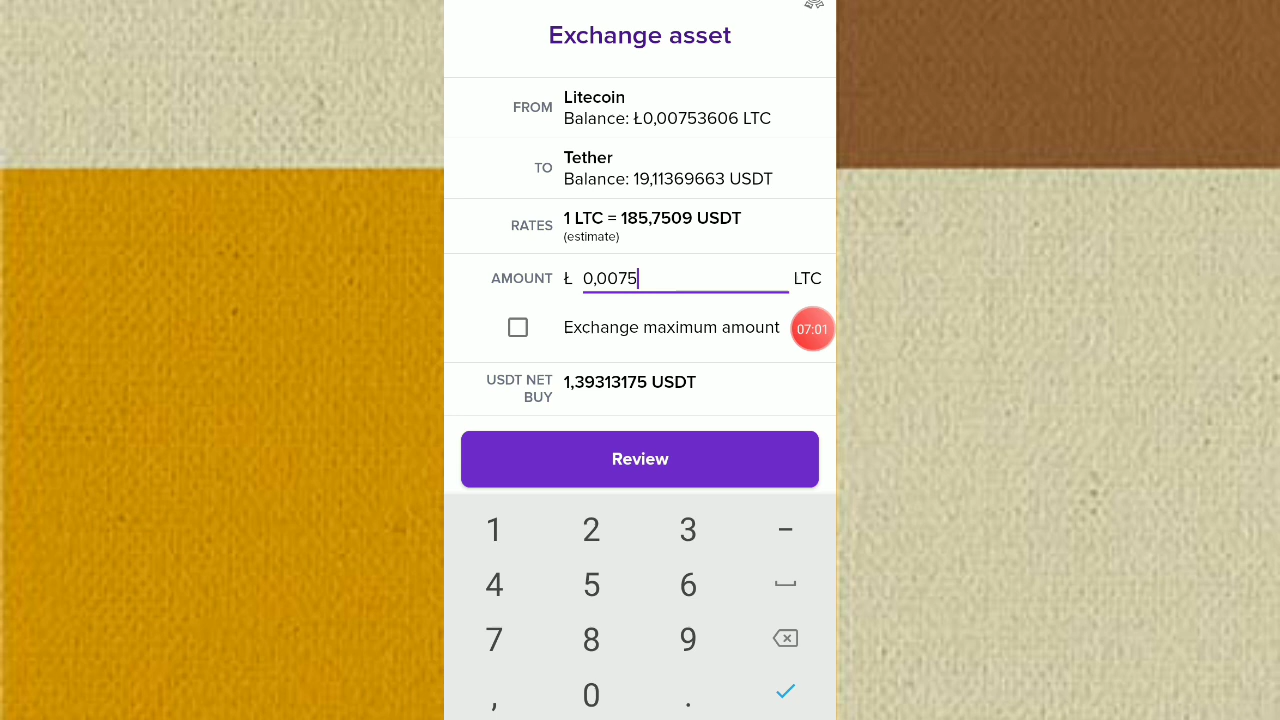 Exchange asset
FROM
Litecoin
Balance: Ł0,00753606 LTC
TO
Tether
Balance: 19,11369663 USDT
RATES
1 LTC = 185,7509 USDT
(estimate)
AMOUNT Ł 0,0075 LTC
Exchange maximum amount
07:01
USDT NET BUY
1,39313175 USDT
Review
1 2 3 −
4 5 6
7 8 9
, 0 .